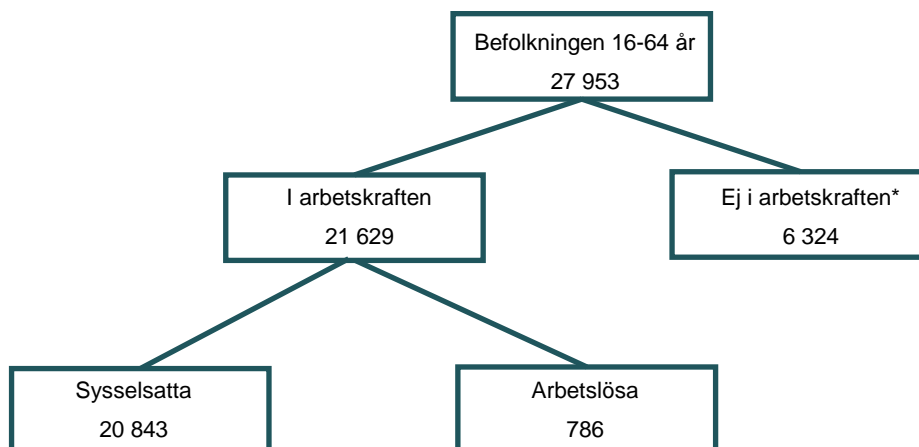 Befolkningen 16-64 år
27 953
I arbetskraften
21 629
Ej i arbetskraften*
6 324
Sysselsatta
20 843
Arbetslösa
786